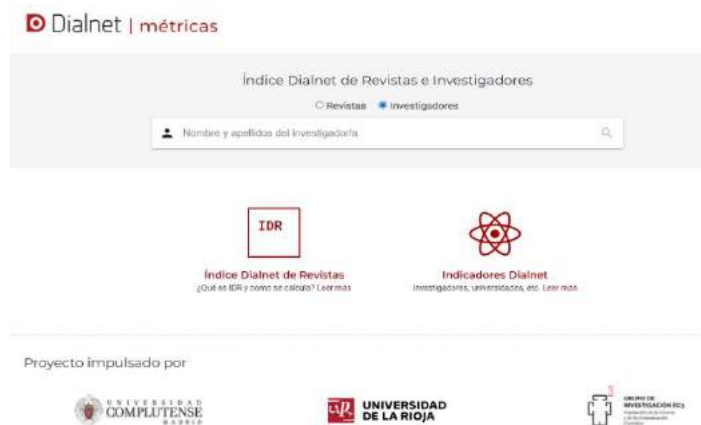 Dialnet | métricas
Índice Dialnet de Revistas e Investigadores
Revistas Investigadores
Nombre y apellidos del investigador/a
IDR
Índice Dialnet de Revistas
¿Qué es IDR y como se calcula? Leer más
Indicadores Dialnet
Investigadores, universidades, etc. Leer más
Proyecto impulsado por
UNIVERSIDAD
COMPLUTENSE
MADRID
UNIVERSIDAD
DE LA RIOJA
GRUPO DE
INVESTIGACIÓN EC3